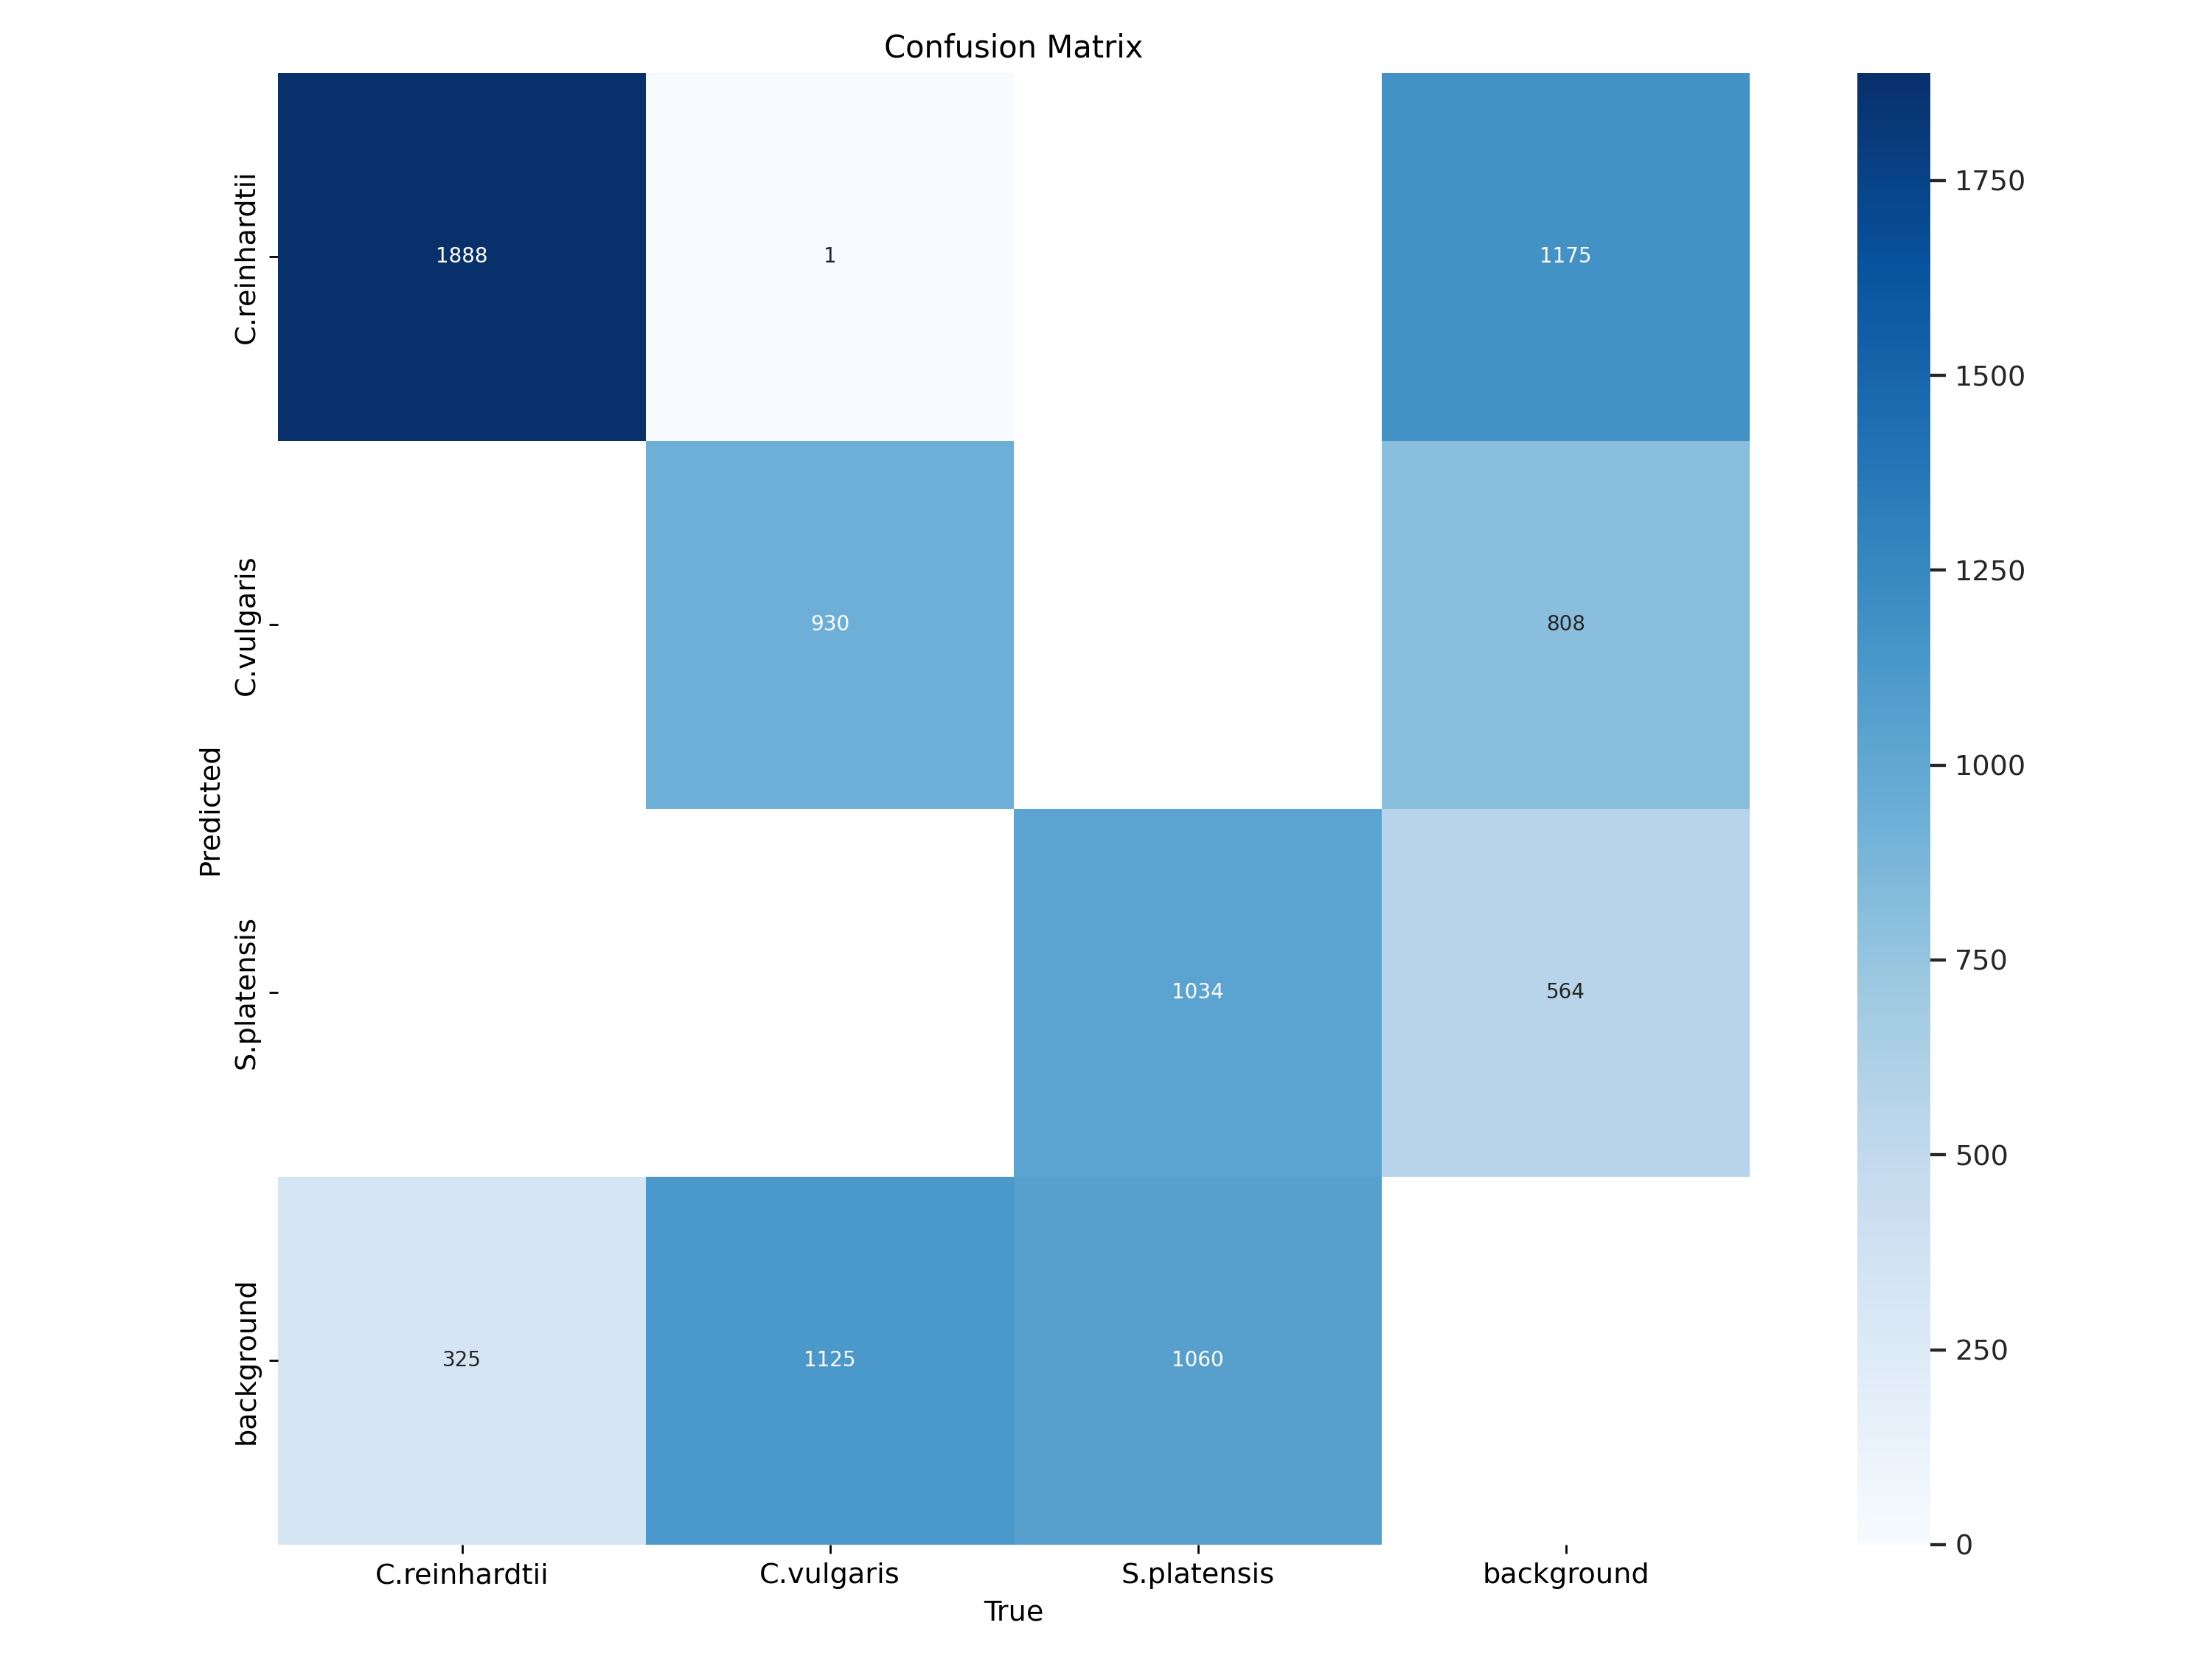 Confusion Matrix
C.reinhardtii
1888
1
1175
C.vulgaris
930
808
S.platensis
1034
564
background
325
1125
1060
Predicted
C.reinhardtii
C.vulgaris
S.platensis
background
True
1750
1500
1250
1000
750
500
250
0